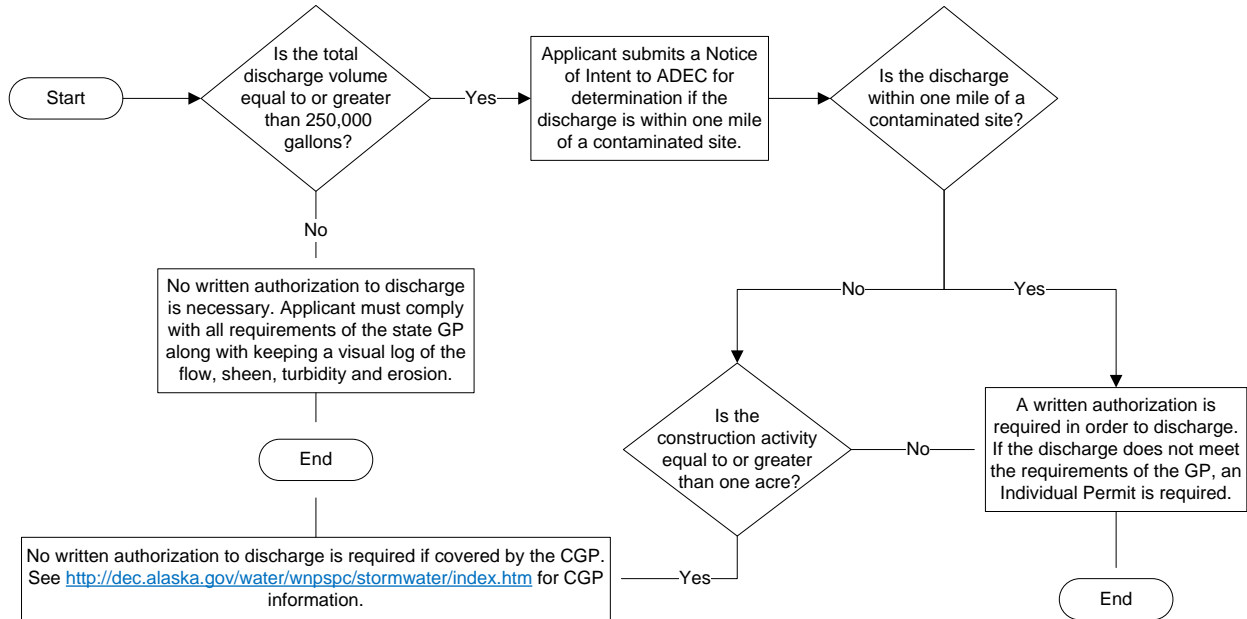 Start
Is the total
discharge volume
equal to or greater
than 250,000
gallons?
Yes
Applicant submits a Notice
of Intent to ADEC for
determination if the
discharge is within one mile
of a contaminated site.
Is the discharge
within one mile of a
contaminated site?
No
No written authorization to discharge
is necessary. Applicant must comply
with all requirements of the state GP
along with keeping a visual log of the
flow, sheen, turbidity and erosion.
End
No
Yes
Is the
construction activity
equal to or greater
than one acre?
No
A written authorization is
required in order to discharge.
If the discharge does not meet
the requirements of the GP, an
Individual Permit is required.
Yes
No written authorization to discharge is required if covered by the CGP.
See http://dec.alaska.gov/water/wnpspc/stormwater/index.htm for CGP
information.
End